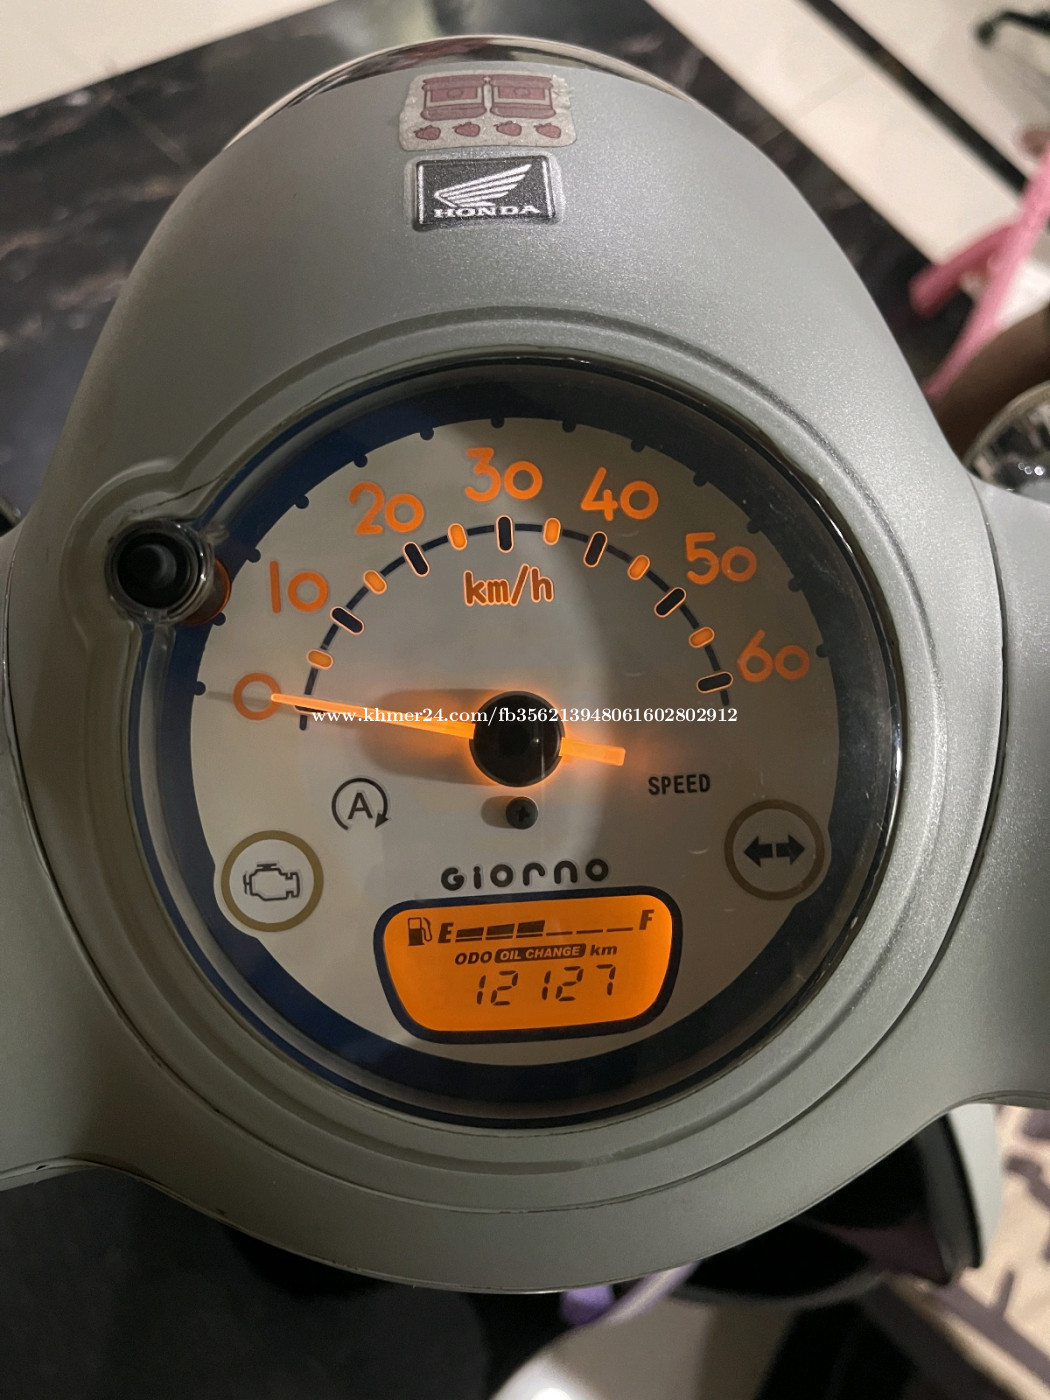 HONDA
30
20
40
10
50
km/h
0
60
www.khmer24.com/fb356213948061602802912
SPEED
A
GIORNO
E F
ODO OIL CHANGE km
12127